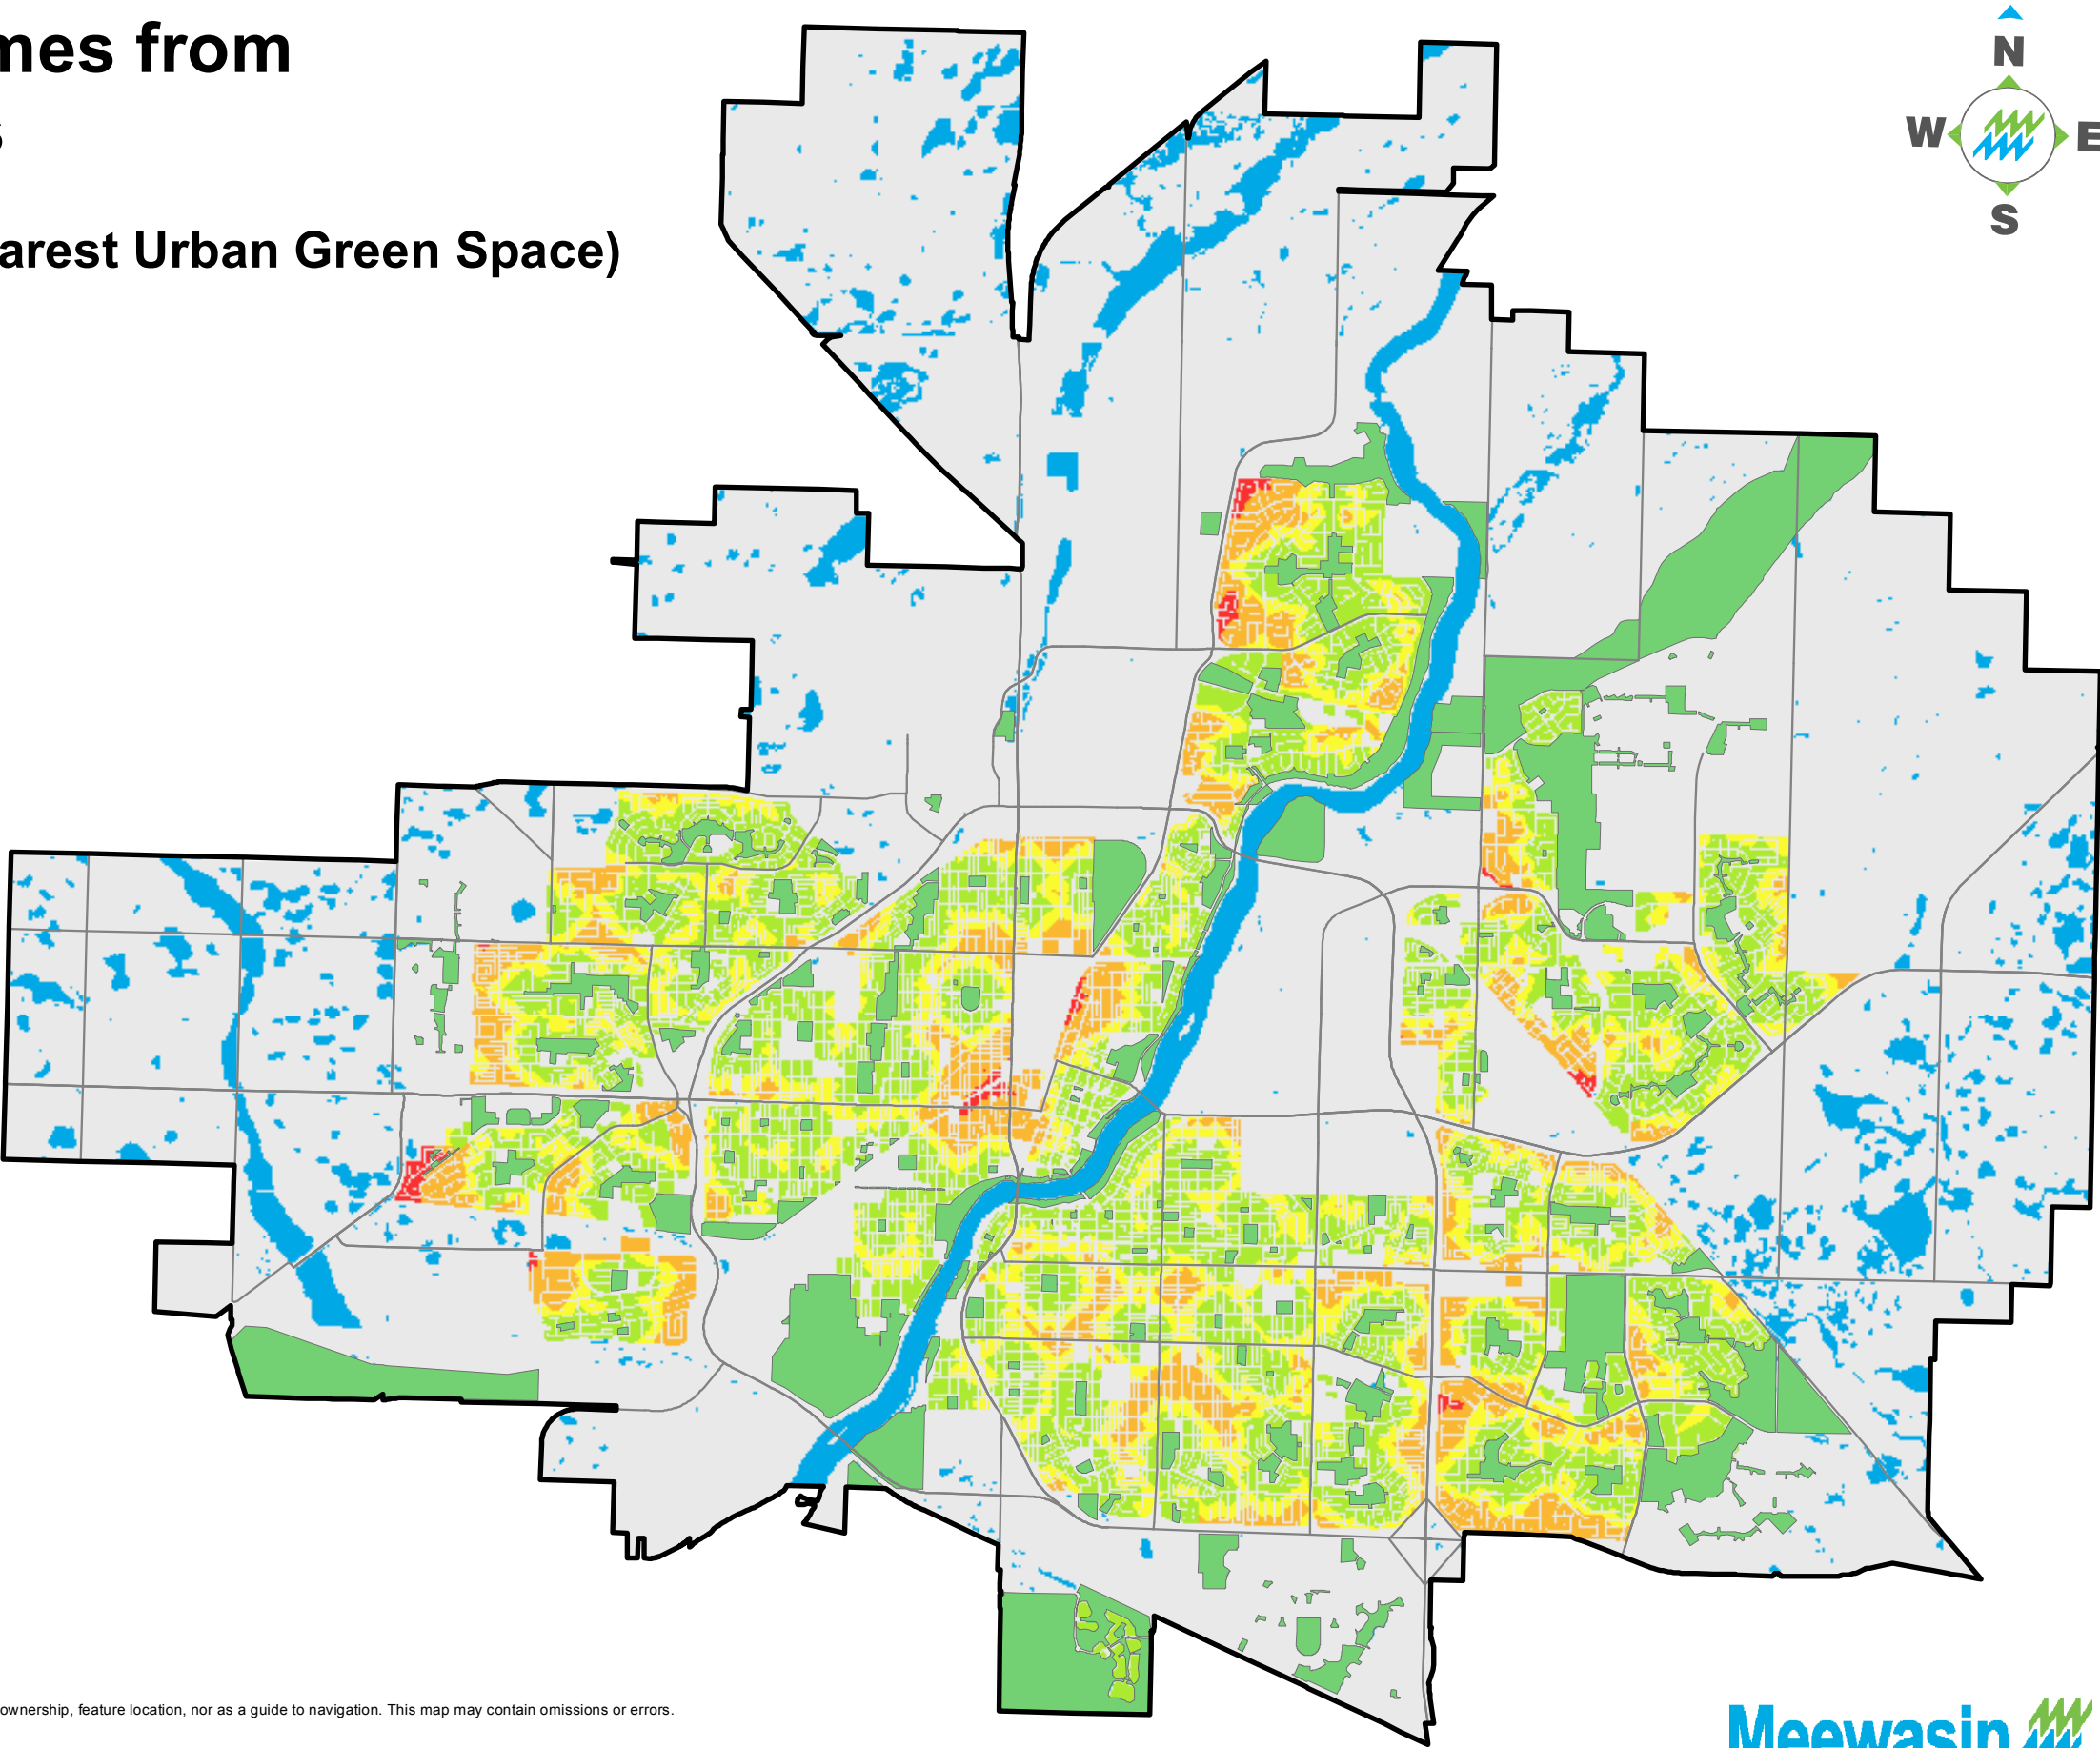 mes from
s
arest Urban Green Space)
N
W E
S
ownership, feature location, nor as a guide to navigation. This map may contain omissions or errors.
Meewasin